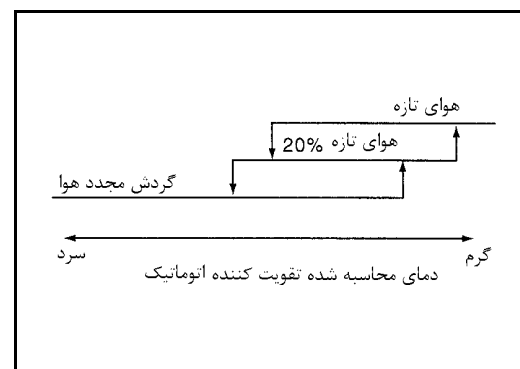 هوای تازه
20% هوای تازه
گردش مجدد هوا
سرد
گرم
دمای محاسبه شده تقویت کننده اتوماتیک